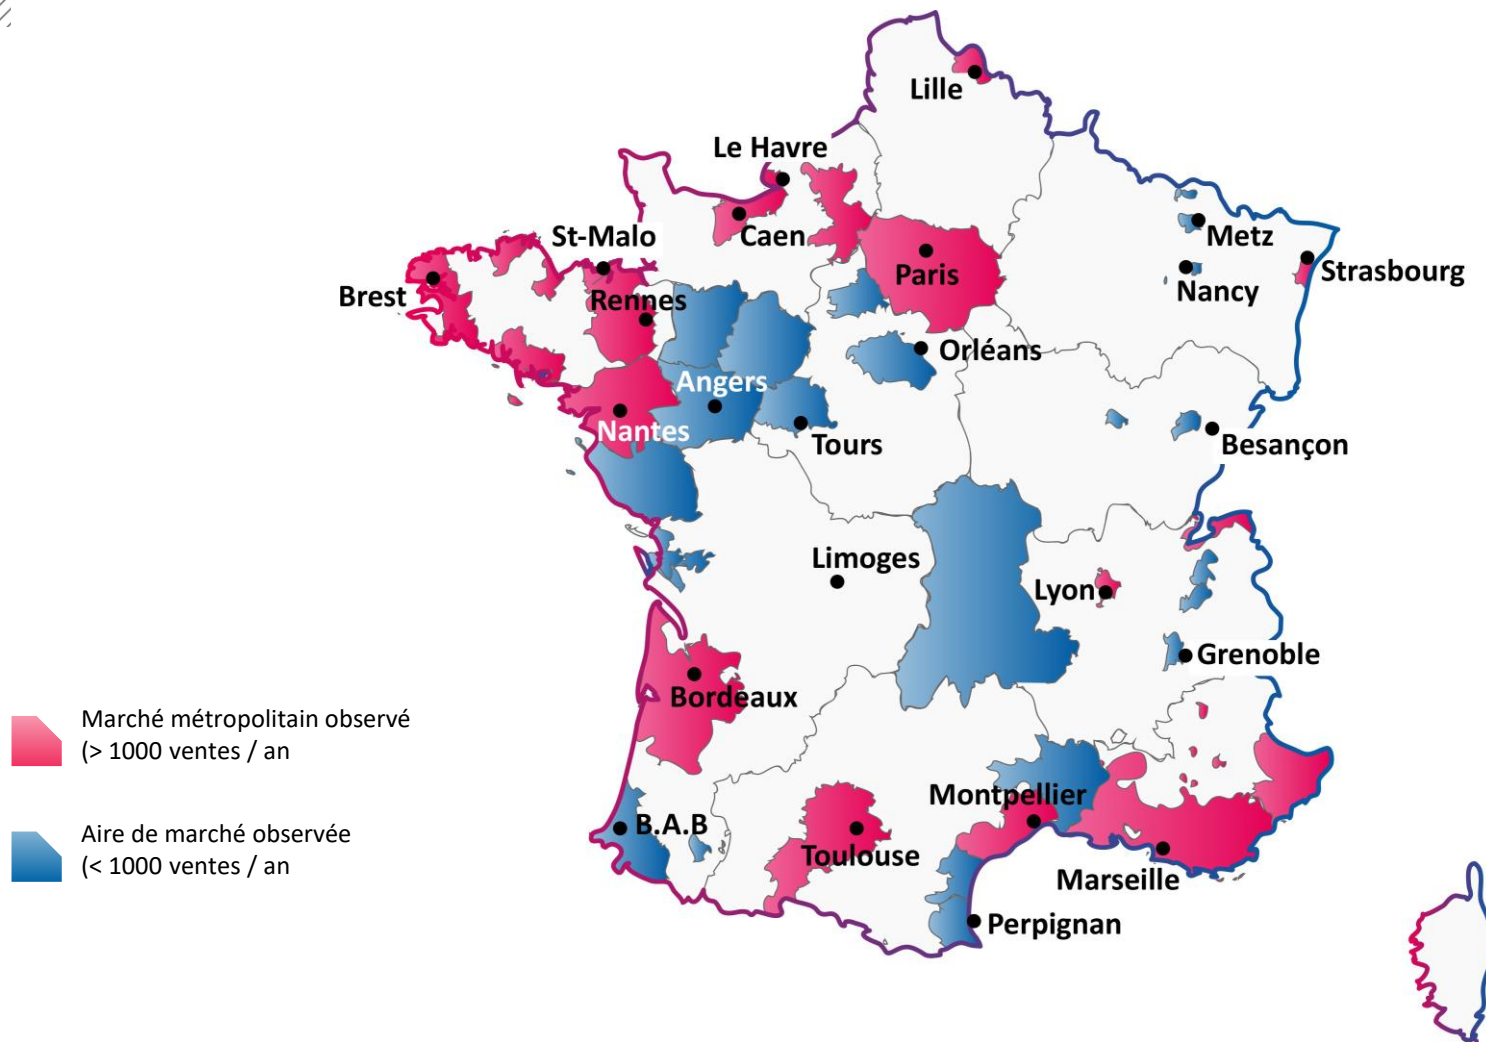 Lille
Le Havre
Caen
St-Malo
Metz
Strasbourg
Paris
Nancy
Brest
Rennes
Orléans
Angers
Nantes
Tours
Besançon
Limoges
Lyon
Grenoble
Bordeaux
Marché métropolitain observé
(> 1000 ventes / an
Montpellier
B.A.B
Toulouse
Aire de marché observée
(< 1000 ventes / an
Marseille
Perpignan